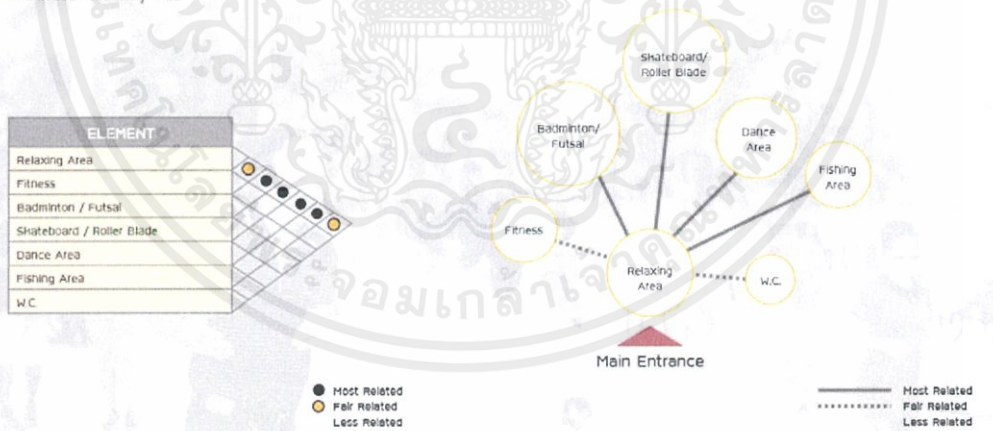 ELEMENT
Relaxing Area
Fitness
Badminton / Futsal
Skateboard / Roller Blade
Dance Area
Fishing Area
W.C.
Skateboard/
Roller Blade
Badminton/
Futsal
Dance
Area
Fishing
Area
Fitness
Relaxing
Area
W.C.
Main Entrance
Most Related
Fair Related
Less Related
Most Related
Fair Related
Less Related